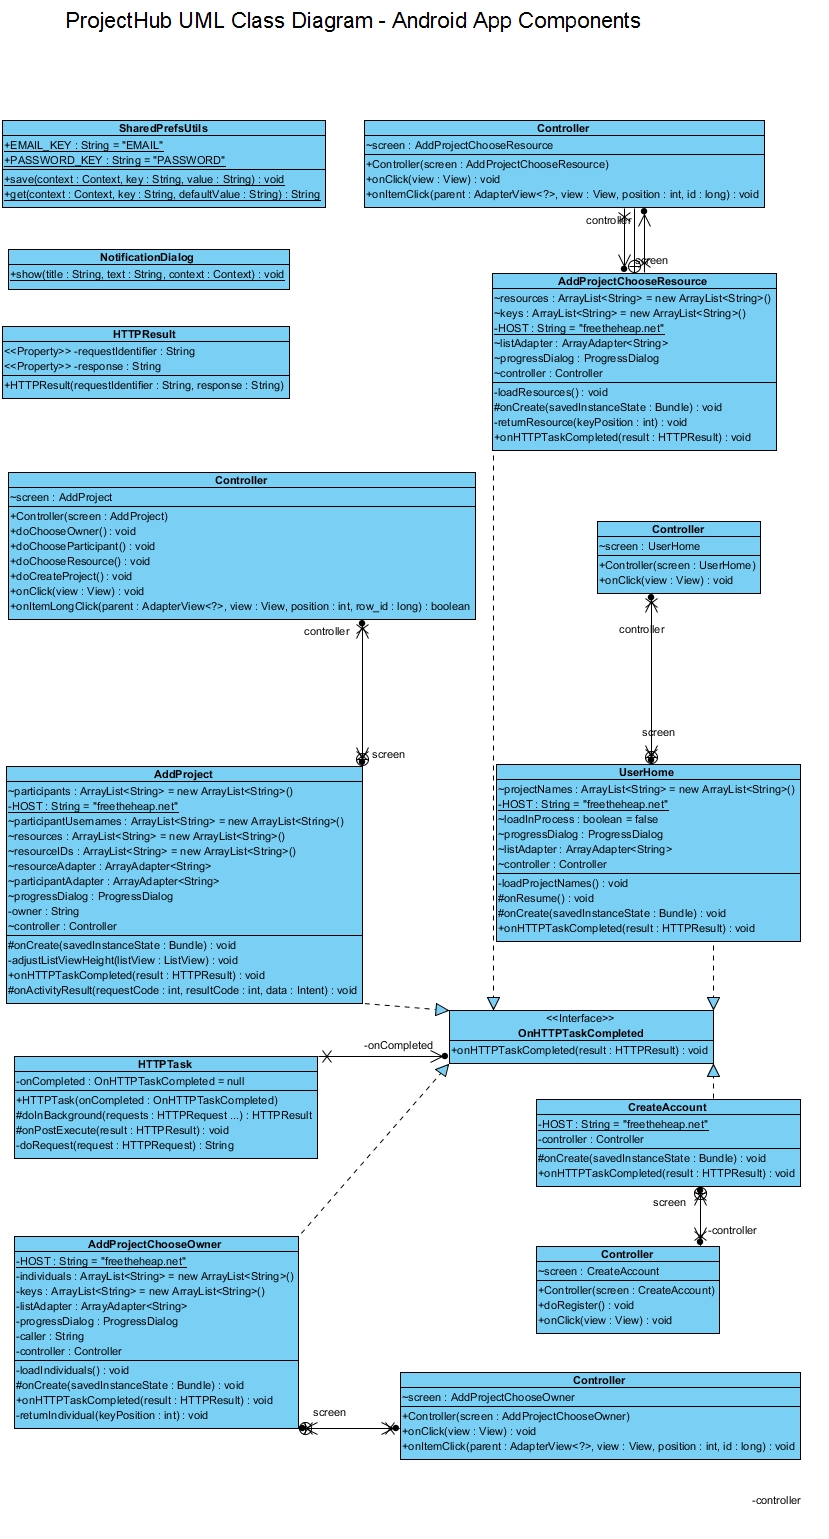 ProjectHub UML Class Diagram - Android App Components
SharedPrefsUtils
+EMAIL_KEY : String = "EMAIL"
+PASSWORD_KEY : String = "PASSWORD"
+save(context : Context, key : String, value : String) : void
+get(context : Context, key : String, defaultValue : String) : String
Controller
~screen : AddProjectChooseResource
+Controller(screen : AddProjectChooseResource)
+onClick(view : View) : void
+onItemClick(parent : AdapterView<?>, view : View, position : int, id : long) : void
controller
screen
NotificationDialog
+show(title : String, text : String, context : Context) : void
AddProjectChooseResource
~resources : ArrayList<String> = new ArrayList<String>()
~keys : ArrayList<String> = new ArrayList<String>()
-HOST : String = "freetheheap.net"
~listAdapter : ArrayAdapter<String>
~progressDialog : ProgressDialog
~controller : Controller
-loadResources() : void
#onCreate(savedInstanceState : Bundle) : void
-returnResource(keyPosition : int) : void
+onHTTPTaskCompleted(result : HTTPResult) : void
HTTPResult
<<Property>> -requestIdentifier : String
<<Property>> -response : String
+HTTPResult(requestIdentifier : String, response : String)
Controller
~screen : AddProject
+Controller(screen : AddProject)
+doChooseOwner() : void
+doChooseParticipant() : void
+doChooseResource() : void
+doCreateProject() : void
+onClick(view : View) : void
+onItemLongClick(parent : AdapterView<?>, view : View, position : int, row_id : long) : boolean
controller
screen
Controller
~screen : UserHome
+Controller(screen : UserHome)
+onClick(view : View) : void
controller
screen
AddProject
~participants : ArrayList<String> = new ArrayList<String>()
-HOST : String = "freetheheap.net"
~participantUsernames : ArrayList<String> = new ArrayList<String>()
~resources : ArrayList<String> = new ArrayList<String>()
~resourceIDs : ArrayList<String> = new ArrayList<String>()
~resourceAdapter : ArrayAdapter<String>
~participantAdapter : ArrayAdapter<String>
~progressDialog : ProgressDialog
-owner : String
~controller : Controller
#onCreate(savedInstanceState : Bundle) : void
-adjustListViewHeight(listView : ListView) : void
+onHTTPTaskCompleted(result : HTTPResult) : void
#onActivityResult(requestCode : int, resultCode : int, data : Intent) : void
UserHome
~projectNames : ArrayList<String> = new ArrayList<String>()
-HOST : String = "freetheheap.net"
~loadInProcess : boolean = false
~progressDialog : ProgressDialog
~listAdapter : ArrayAdapter<String>
~controller : Controller
-loadProjectNames() : void
#onResume() : void
#onCreate(savedInstanceState : Bundle) : void
+onHTTPTaskCompleted(result : HTTPResult) : void
<<Interface>>
OnHTTPTaskCompleted
+onHTTPTaskCompleted(result : HTTPResult) : void
-onCompleted
HTTPTask
-onCompleted : OnHTTPTaskCompleted = null
+HTTPTask(onCompleted : OnHTTPTaskCompleted)
#doInBackground(requests : HTTPRequest ...) : HTTPResult
#onPostExecute(result : HTTPResult) : void
-doRequest(request : HTTPRequest) : String
CreateAccount
-HOST : String = "freetheheap.net"
-controller : Controller
#onCreate(savedInstanceState : Bundle) : void
+onHTTPTaskCompleted(result : HTTPResult) : void
screen
-controller
Controller
~screen : CreateAccount
+Controller(screen : CreateAccount)
+doRegister() : void
+onClick(view : View) : void
AddProjectChooseOwner
-HOST : String = "freetheheap.net"
-individuals : ArrayList<String> = new ArrayList<String>()
-keys : ArrayList<String> = new ArrayList<String>()
-listAdapter : ArrayAdapter<String>
-progressDialog : ProgressDialog
-caller : String
-controller : Controller
-loadIndividuals() : void
#onCreate(savedInstanceState : Bundle) : void
+onHTTPTaskCompleted(result : HTTPResult) : void
-returnIndividual(keyPosition : int) : void
screen
Controller
~screen : AddProjectChooseOwner
+Controller(screen : AddProjectChooseOwner)
+onClick(view : View) : void
+onItemClick(parent : AdapterView<?>, view : View, position : int, id : long) : void
-controller